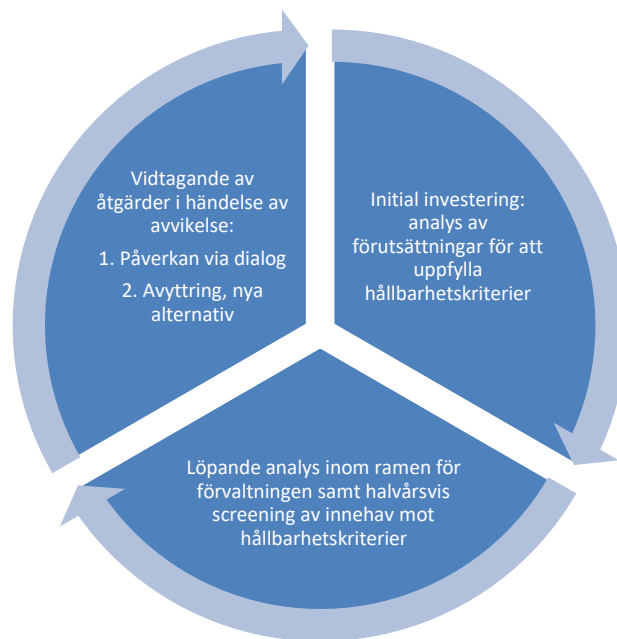 Vidtagande av
åtgärder i händelse av
avvikelse:
1. Påverkan via dialog
2. Avyttring, nya
alternativ
Initial investering:
analys av
förutsättningar för att
uppfylla
hållbarhetskriterier
Löpande analys inom ramen för
förvaltningen samt halvårsvis
screening av innehav mot
hållbarhetskriterier